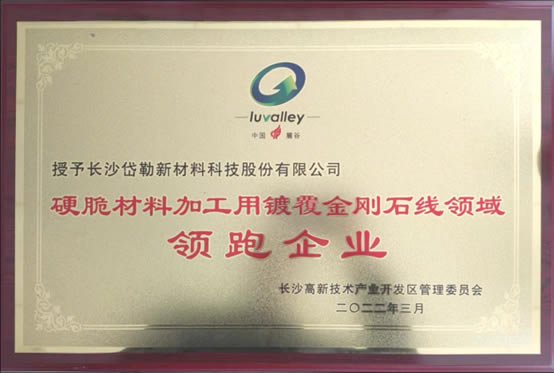 luvalley
中国 麓谷
授予长沙岱勒新材料科技股份有限公司
硬脆材料加工用镀覆金刚石线领域
领跑企业
长沙高新技术产业开发区管理委员会
二〇二二年三月